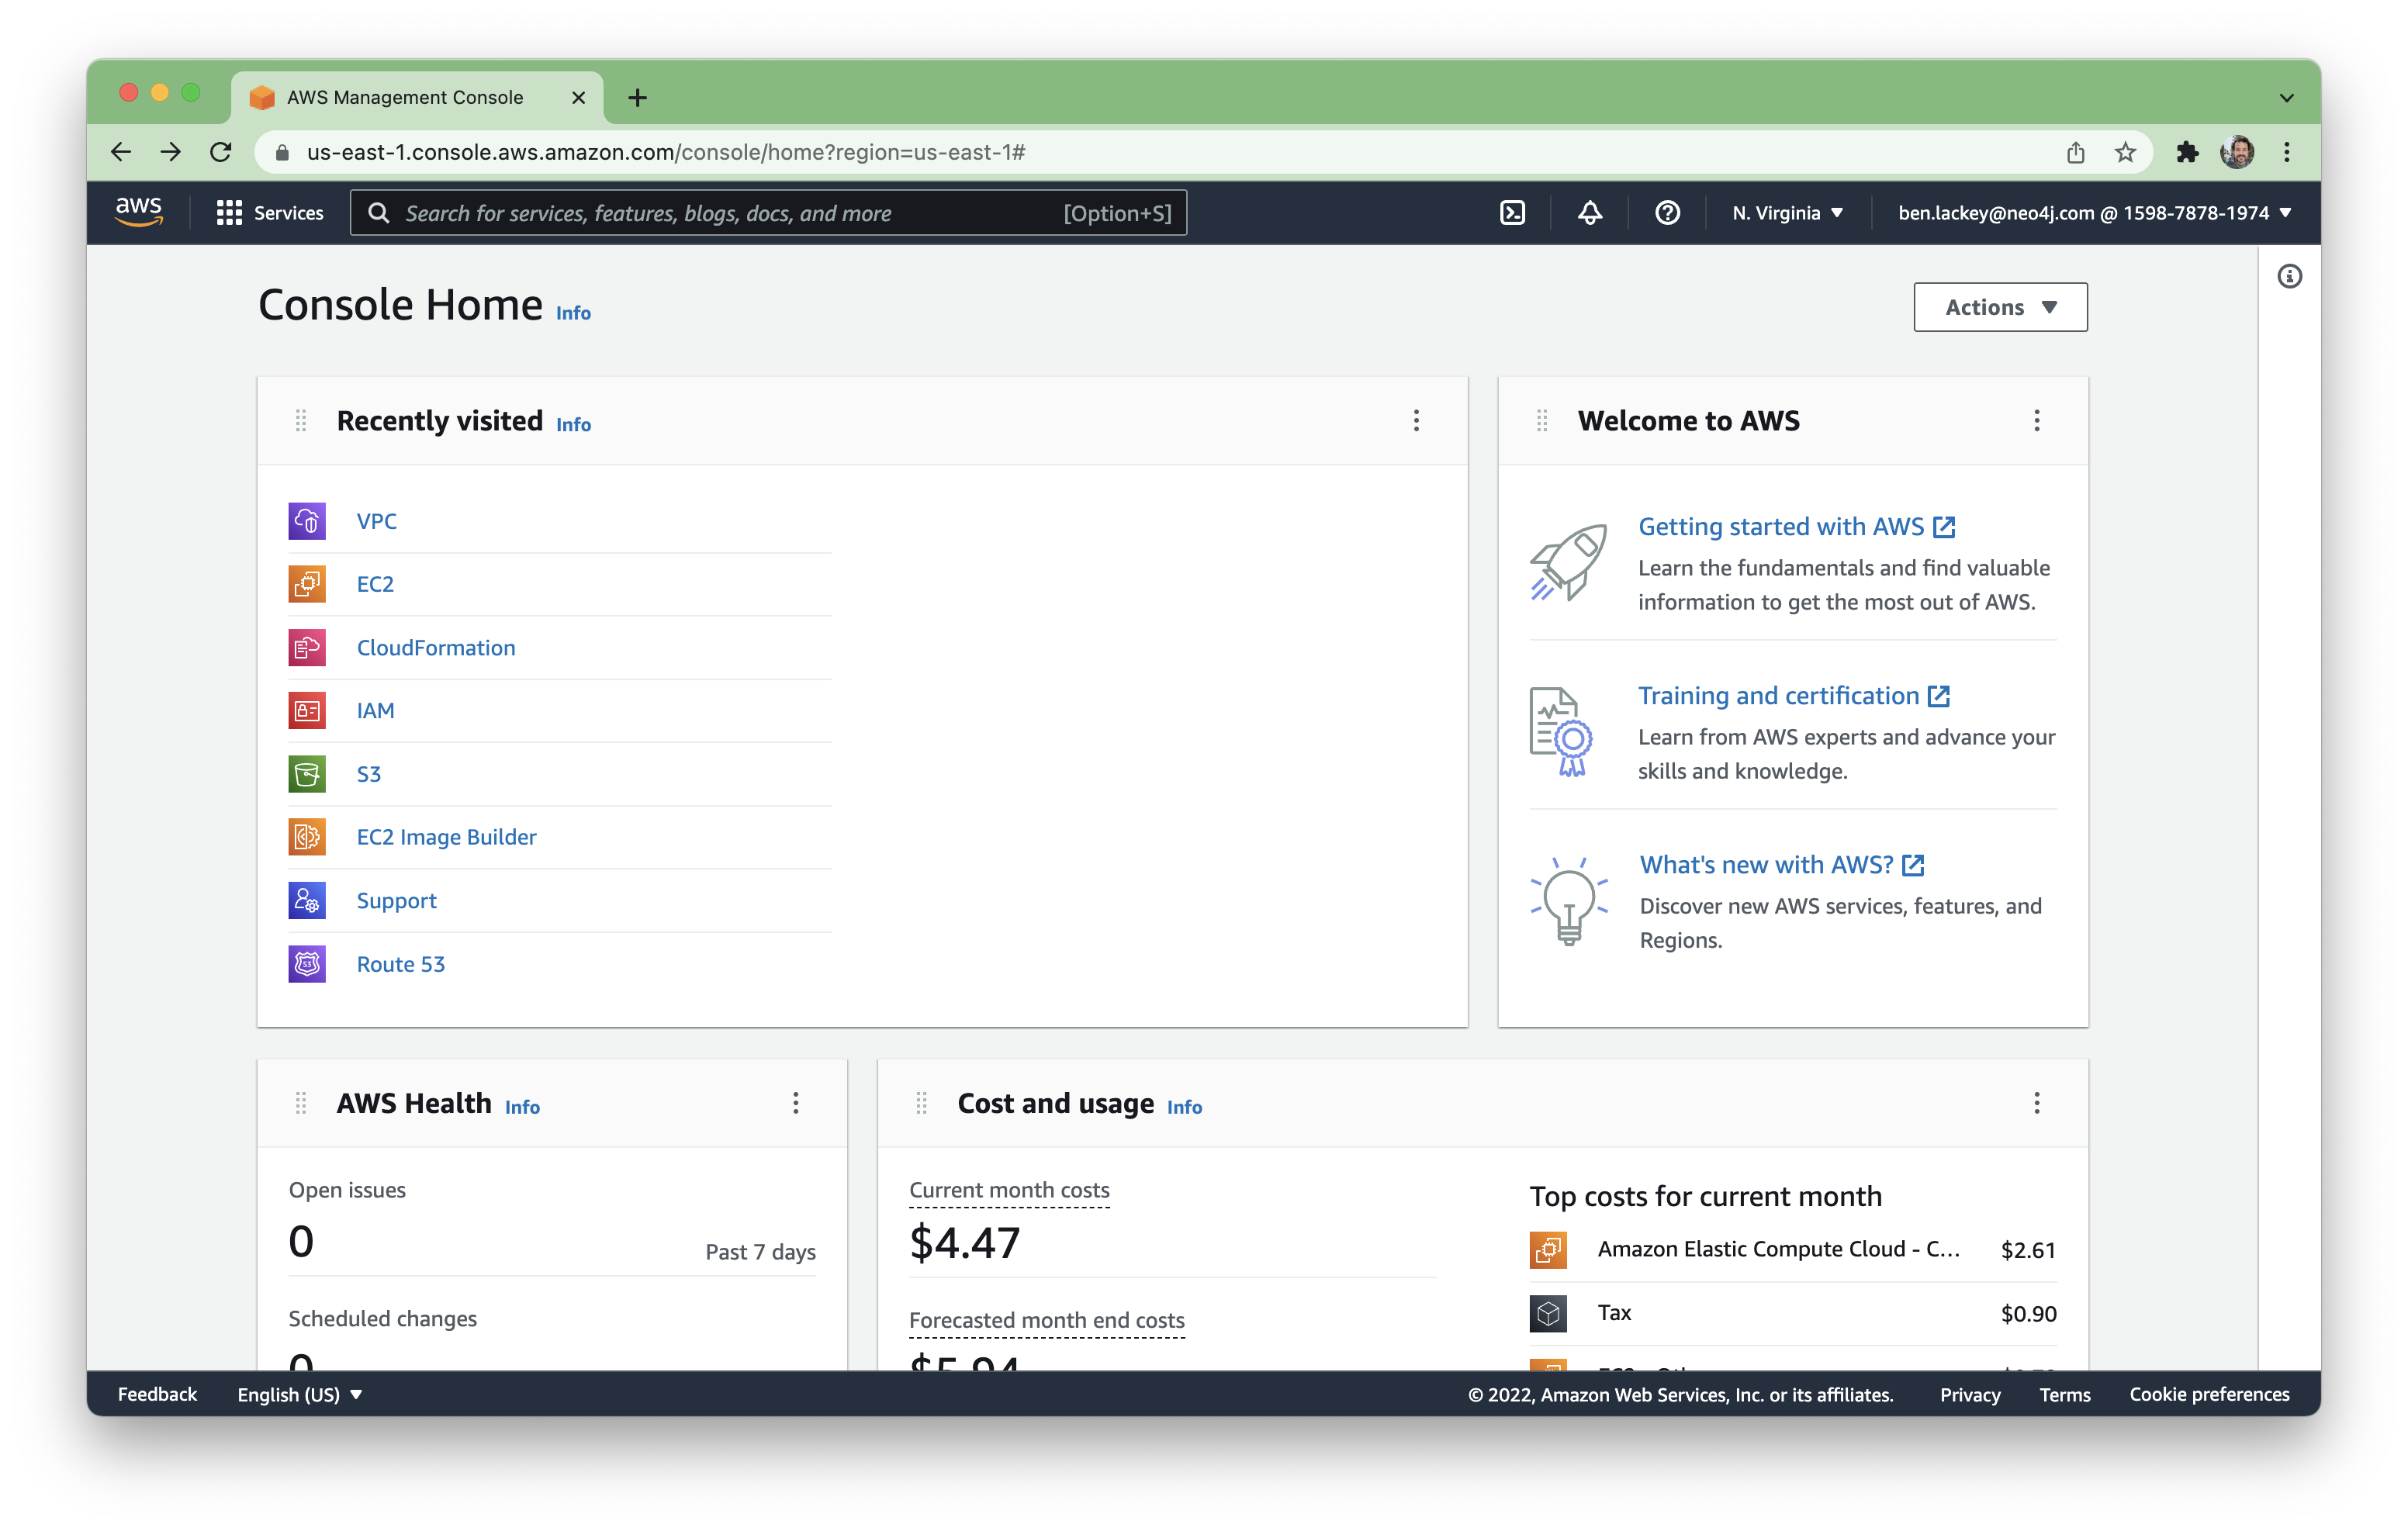 AWS Management Console
us-east-1.console.aws.amazon.com/console/home?region=us-east-1#
aws
Services
Search for services, features, blogs, docs, and more
[Option+S]
N. Virginia
ben.lackey@neo4j.com @ 1598-7878-1974
Console Home Info
Actions
Recently visited Info
VPC
EC2
CloudFormation
IAM
S3
EC2 Image Builder
Support
Route 53
Welcome to AWS
Getting started with AWS
Learn the fundamentals and find valuable
information to get the most out of AWS.
Training and certification
Learn from AWS experts and advance your
skills and knowledge.
What's new with AWS?
Discover new AWS services, features, and
Regions.
AWS Health Info
Open issues
0
Past 7 days
Scheduled changes
0
Cost and usage Info
Current month costs
$4.47
Forecasted month end costs
$5.94
Top costs for current month
Amazon Elastic Compute Cloud - C... $2.61
Tax $0.90
Feedback
English (US)
© 2022, Amazon Web Services, Inc. or its affiliates.
Privacy
Terms
Cookie preferences